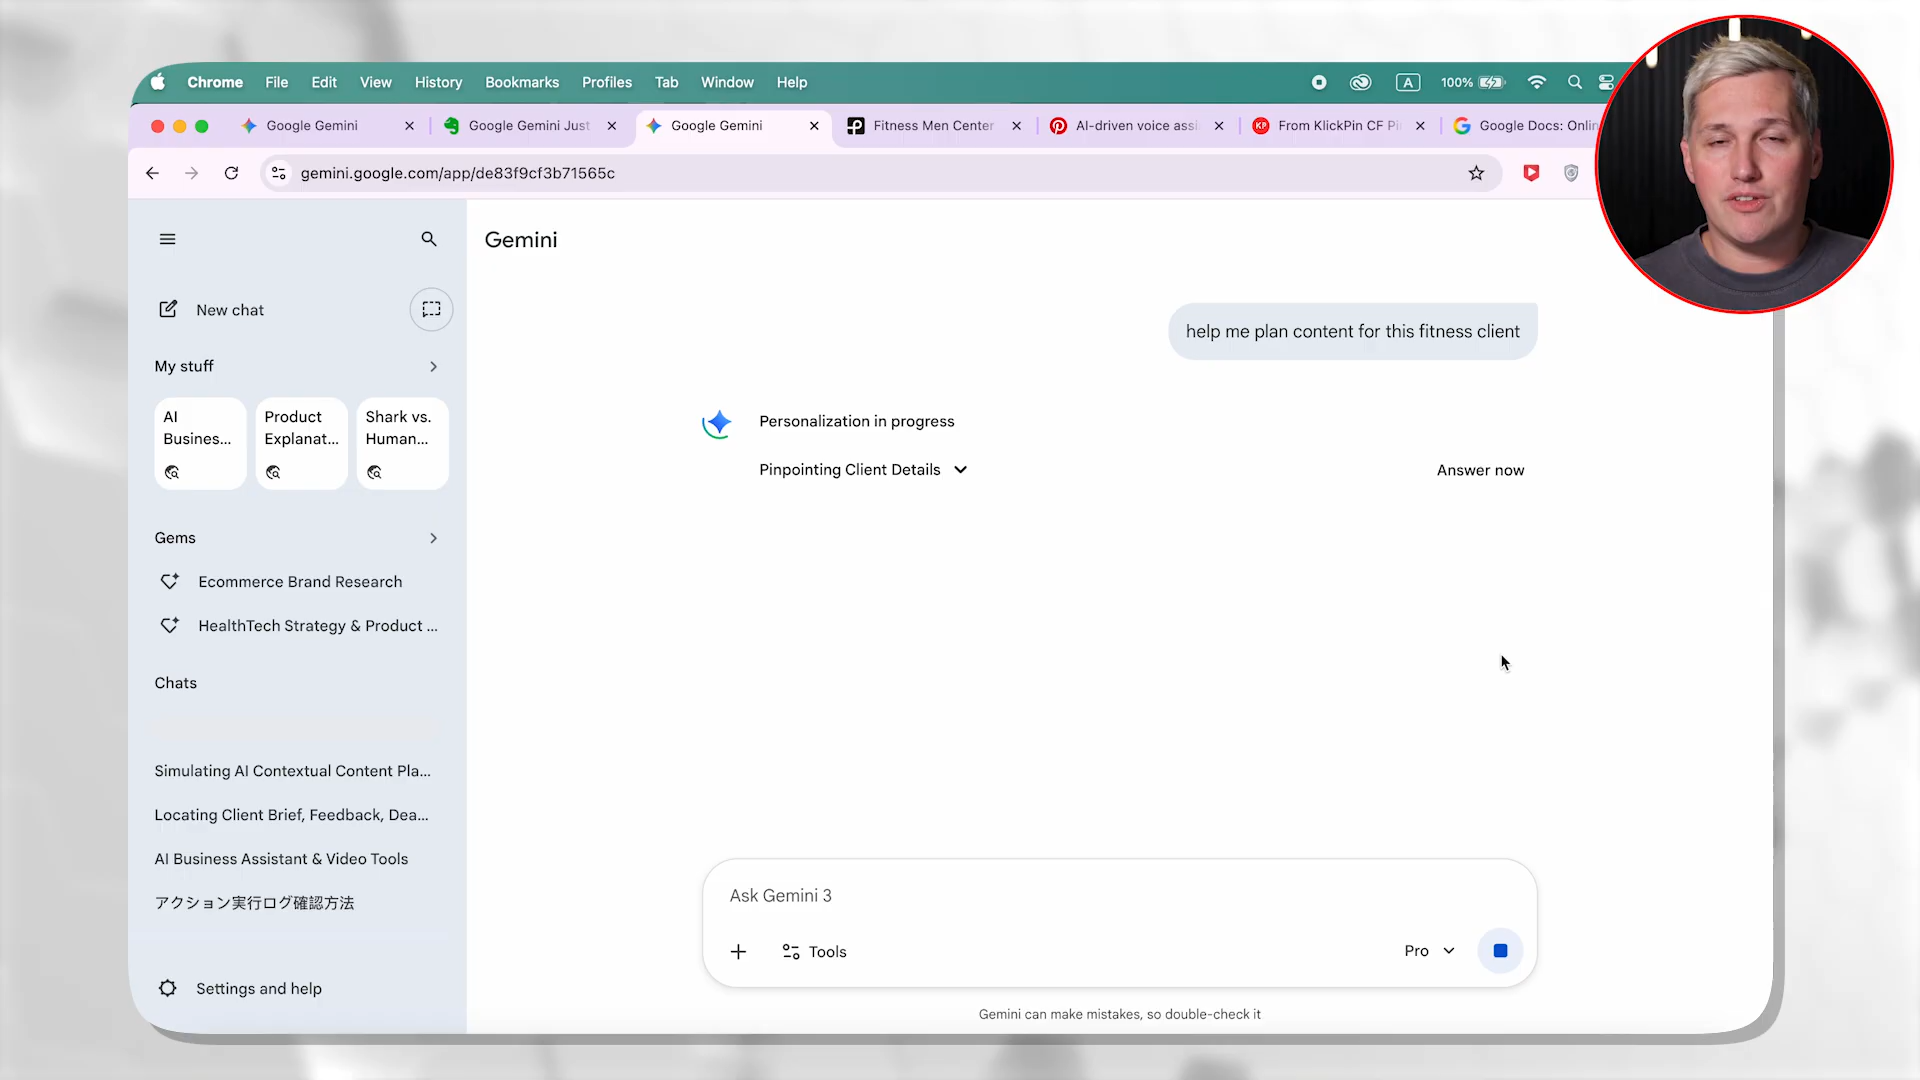 Chrome File Edit View History Bookmarks Profiles Tab Window Help
A 100%
Google Gemini
Google Gemini Just
Google Gemini
Fitness Men Center
AI-driven voice assi
KP From KlickPin CF Pi
Google Docs: Onlin
gemini.google.com/app/de83f9cf3b71565c
Gemini
New chat
My stuff
AI
Busines...
Product
Explanat...
Shark vs.
Human...
Gems
Ecommerce Brand Research
HealthTech Strategy & Product ...
Chats
Simulating AI Contextual Content Pla...
Locating Client Brief, Feedback, Dea...
AI Business Assistant & Video Tools
アクション実行ログ確認方法
Settings and help
help me plan content for this fitness client
Personalization in progress
Pinpointing Client Details
Answer now
Ask Gemini 3
Tools
Pro
Gemini can make mistakes, so double-check it